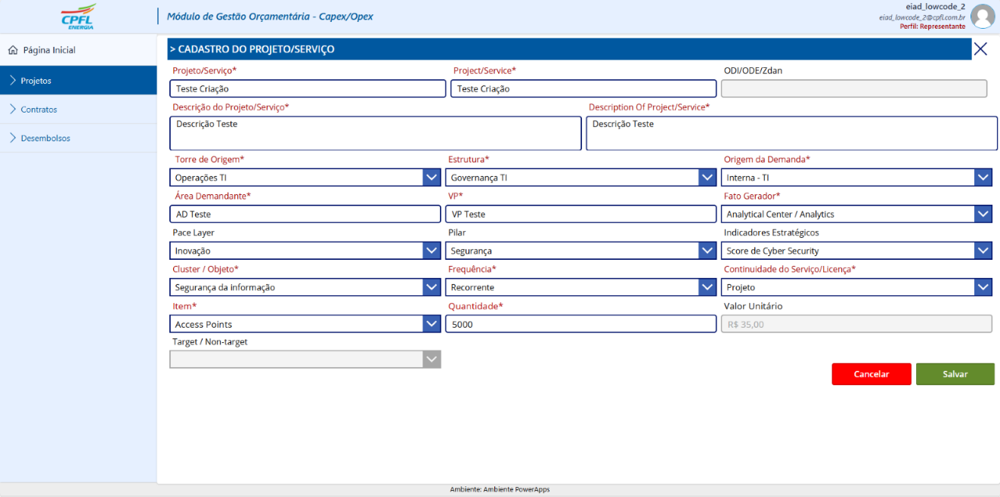 CPFL
ENERGIA
Módulo de Gestão Orçamentária - Capex/Opex
eiad_lowcode_2
eiad_lowcode_2@cpfl.com.br
Perfil: Representante
Página Inicial
Projetos
Contratos
Desembolsos
> CADASTRO DO PROJETO/SERVIÇO
Projeto/Serviço* Project/Service* ODI/ODE/Zdan
Teste Criação Teste Criação
Descrição do Projeto/Serviço* Description Of Project/Service*
Descrição Teste Descrição Teste
Torre de Origem* Estrutura* Origem da Demanda*
Operações TI Governança TI Interna - TI
Área Demandante* VP* Fato Gerador*
AD Teste VP Teste Analytical Center / Analytics
Pace Layer Pilar Indicadores Estratégicos
Inovação Segurança Score de Cyber Security
Cluster / Objeto* Frequência* Continuidade do Serviço/Licença*
Segurança da informação Recorrente Projeto
Item* Quantidade* Valor Unitário
Access Points 5000 R$ 35,00
Target / Non-target
Cancelar Salvar
Ambiente: Ambiente PowerApps